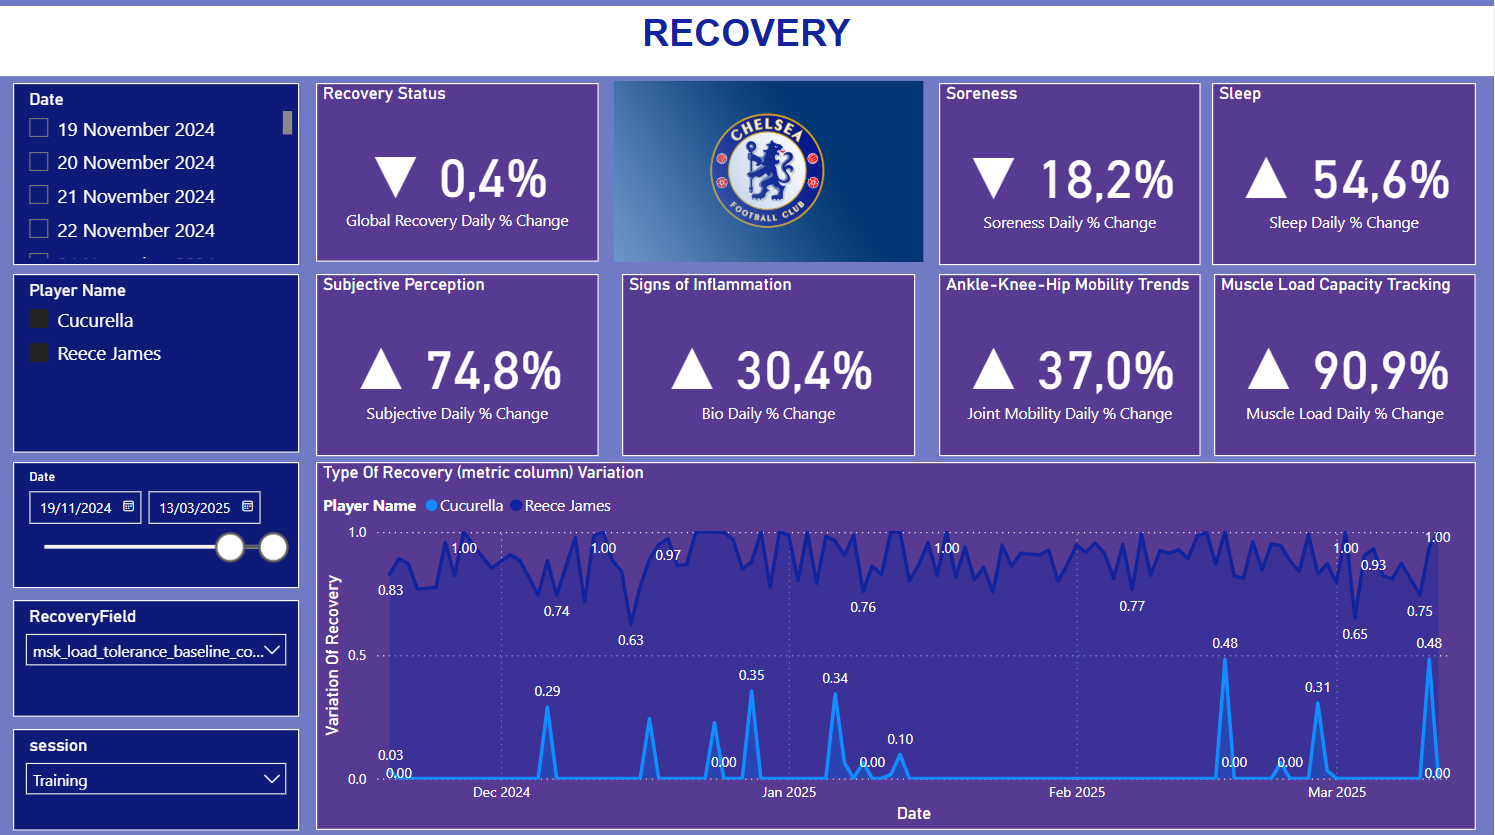 RECOVERY
Date
19 November 2024
20 November 2024
21 November 2024
22 November 2024
Recovery Status
0,4%
Global Recovery Daily % Change
CHELSEA
FOOTBALL CLUB
Soreness
18,2%
Soreness Daily % Change
Sleep
54,6%
Sleep Daily % Change
Player Name
Cucurella
Reece James
Subjective Perception
74,8%
Subjective Daily % Change
Signs of Inflammation
30,4%
Bio Daily % Change
Ankle-Knee-Hip Mobility Trends
37,0%
Joint Mobility Daily % Change
Muscle Load Capacity Tracking
90,9%
Muscle Load Daily % Change
Date
19/11/2024
13/03/2025
RecoveryField
msk_load_tolerance_baseline_co...
session
Training
Type Of Recovery (metric column) Variation
Player Name Cucurella Reece James
Variation Of Recovery
1.0
0.5
0.0
0.83
1.00
0.74
1.00
0.63
0.97
0.76
1.00
0.77
1.00
0.65
0.93
0.75
1.00
0.03
0.00
0.29
0.00
0.35
0.34
0.00
0.10
0.48
0.00
0.00
0.31
0.48
0.00
Dec 2024
Jan 2025
Feb 2025
Mar 2025
Date